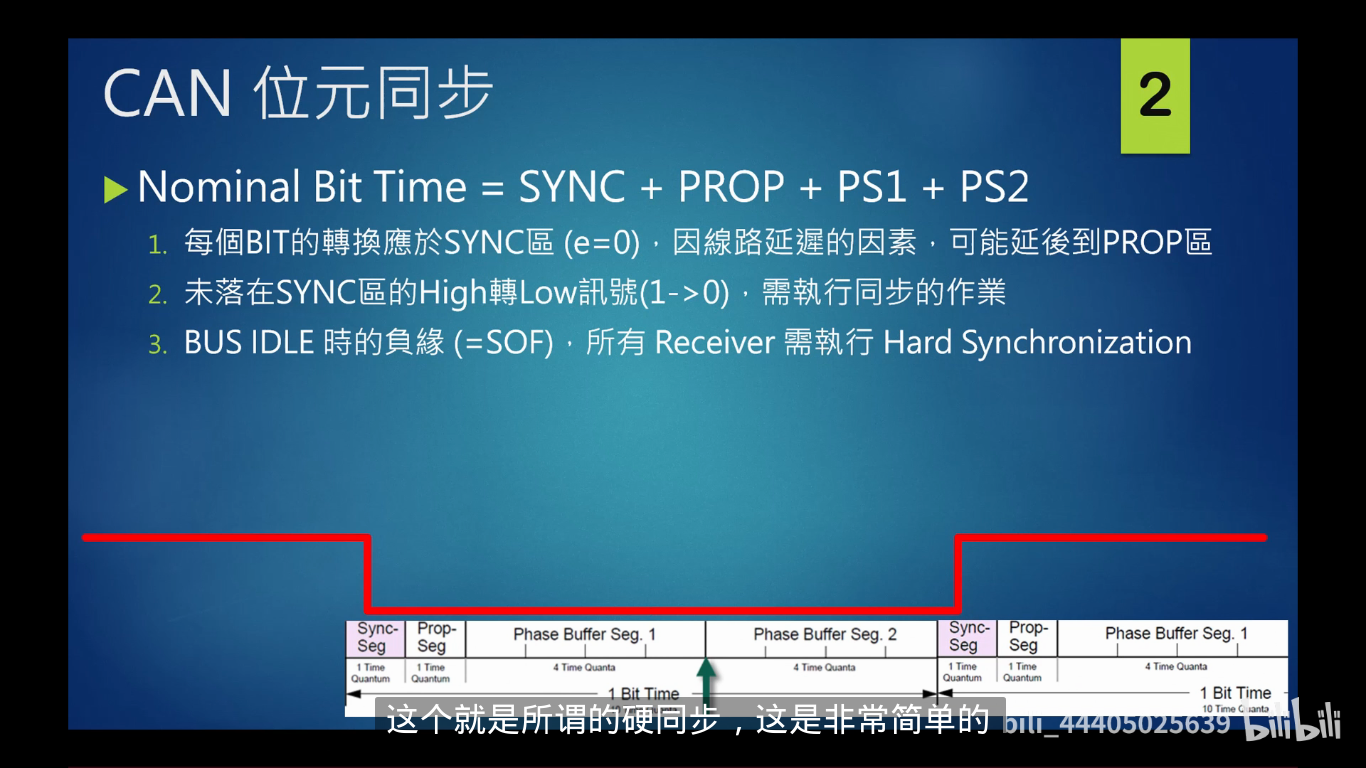 CAN 位元同步
2
Nominal Bit Time = SYNC + PROP + PS1 + PS2
1. 每個BIT的轉換應於SYNC區 (e=0)，因線路延遲的因素，可能延後到PROP區
2. 未落在SYNC區的High轉Low訊號(1->0)，需執行同步的作業
3. BUS IDLE 時的負緣 (=SOF)，所有 Receiver 需執行 Hard Synchronization
Sync-Seg Prop-Seg Phase Buffer Seg. 1 Phase Buffer Seg. 2 Sync-Seg Prop-Seg Phase Buffer Seg. 1
1 Time Quantum 1 Time Quantum 4 Time Quanta 4 Time Quanta 1 Time Quantum 1 Time Quantum 4 Time Quanta
1 Bit Time 1 Bit Time
10 Time Quanta
这个就是所谓的硬同步，这是非常简单的
bili_44405025639 bilibili